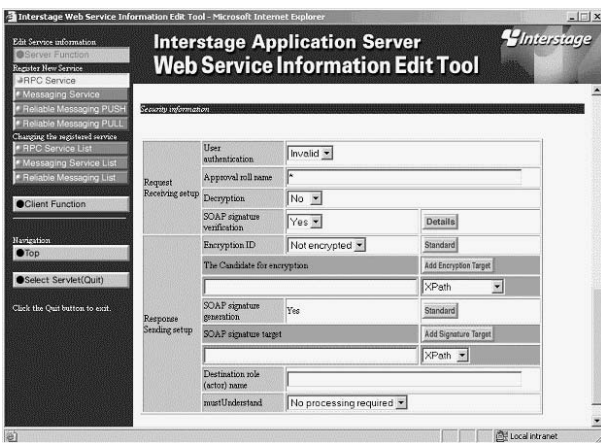 Interstage Web Service Information Edit Tool - Microsoft Internet Explorer
Interstage Application Server
Web Service Information Edit Tool
Interstage
Edit Service information
Server Function
Register New Service
RPC Service
Messaging Service
Reliable Messaging PUSH
Reliable Messaging PULL
Changing the registered service
RPC Service List
Messaging Service List
Reliable Messaging List
Client Function
Navigation
Top
Select Servlet(Quit)
Click the Quit button to exit.
Security information
Request
Receiving setup
User
authentication
Invalid
Approval roll name
*
Decryption
No
SOAP signature
verification
Yes
Details
Response
Sending setup
Encryption ID
Not encrypted
Standard
The Candidate for encryption
Add Encryption Target
XPath
SOAP signature
generation
Yes
Standard
SOAP signature target
Add Signature Target
XPath
Destination role
(actor) name
mustUnderstand
No processing required
Local intranet